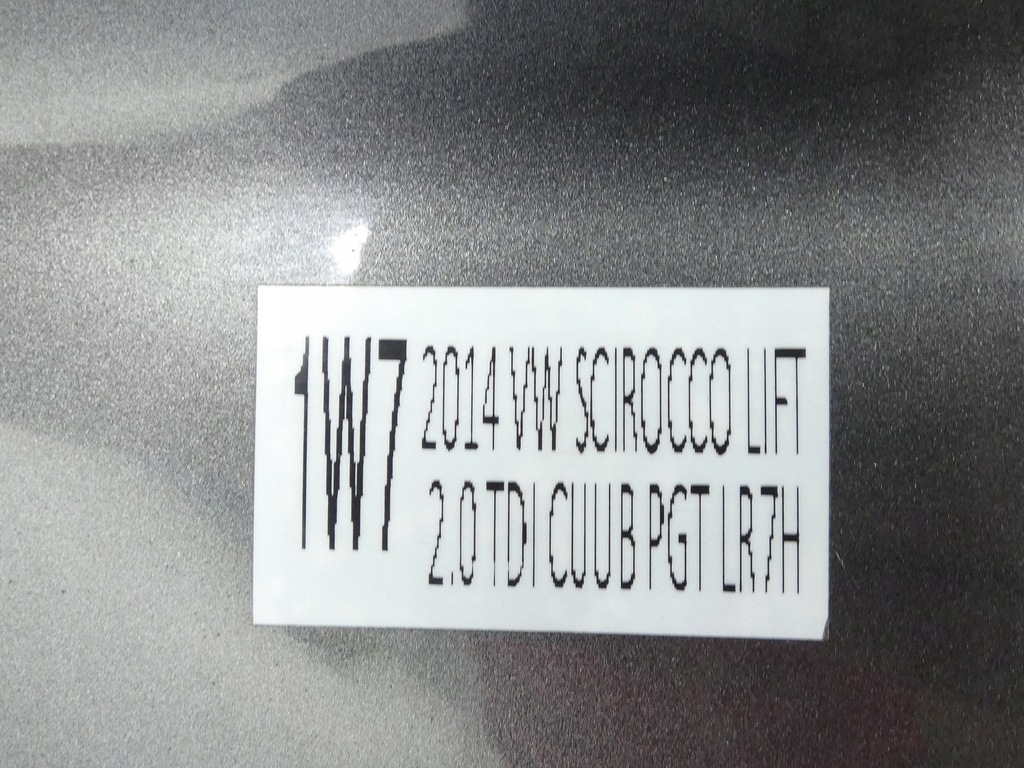 1W7
2014 VW SCIROCCO LIFT
2.0 TDI CUUB PGT LR7H